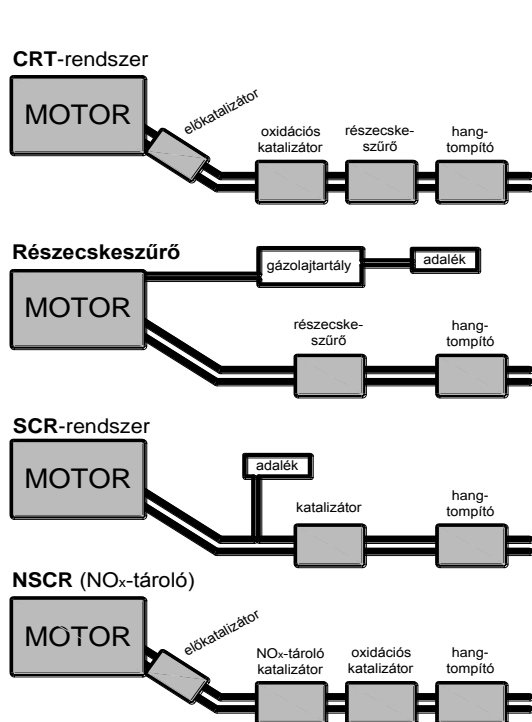 CRT-rendszer
MOTOR
előkatalizátor
oxidációs
katalizátor
részecske-
szűrő
hang-
tompító
Részecskeszűrő
MOTOR
gázolajtartály
adalék
részecske-
szűrő
hang-
tompító
SCR-rendszer
MOTOR
adalék
katalizátor
hang-
tompító
NSCR (NOx-tároló)
MOTOR
előkatalizátor
NOx-tároló
katalizátor
oxidációs
katalizátor
hang-
tompító